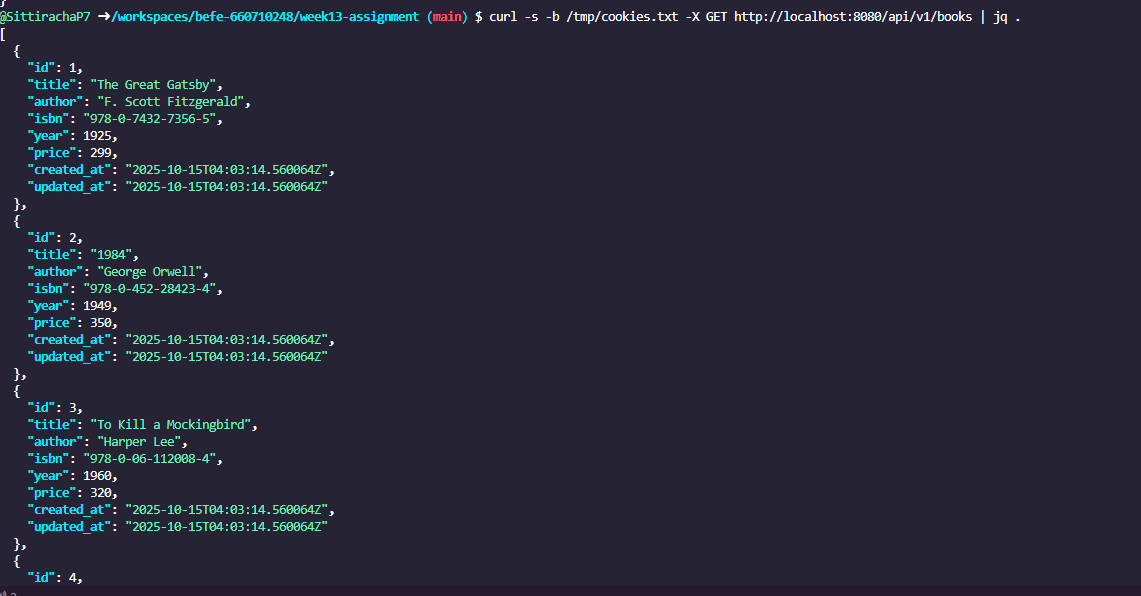 }
@SittirachaP7 ➜/workspaces/befe-660710248/week13-assignment (main) $ curl -s -b /tmp/cookies.txt -X GET http://localhost:8080/api/v1/books | jq .
[
  {
    "id": 1,
    "title": "The Great Gatsby",
    "author": "F. Scott Fitzgerald",
    "isbn": "978-0-7432-7356-5",
    "year": 1925,
    "price": 299,
    "created_at": "2025-10-15T04:03:14.560064Z",
    "updated_at": "2025-10-15T04:03:14.560064Z"
  },
  {
    "id": 2,
    "title": "1984",
    "author": "George Orwell",
    "isbn": "978-0-452-28423-4",
    "year": 1949,
    "price": 350,
    "created_at": "2025-10-15T04:03:14.560064Z",
    "updated_at": "2025-10-15T04:03:14.560064Z"
  },
  {
    "id": 3,
    "title": "To Kill a Mockingbird",
    "author": "Harper Lee",
    "isbn": "978-0-06-112008-4",
    "year": 1960,
    "price": 320,
    "created_at": "2025-10-15T04:03:14.560064Z",
    "updated_at": "2025-10-15T04:03:14.560064Z"
  },
  {
    "id": 4,